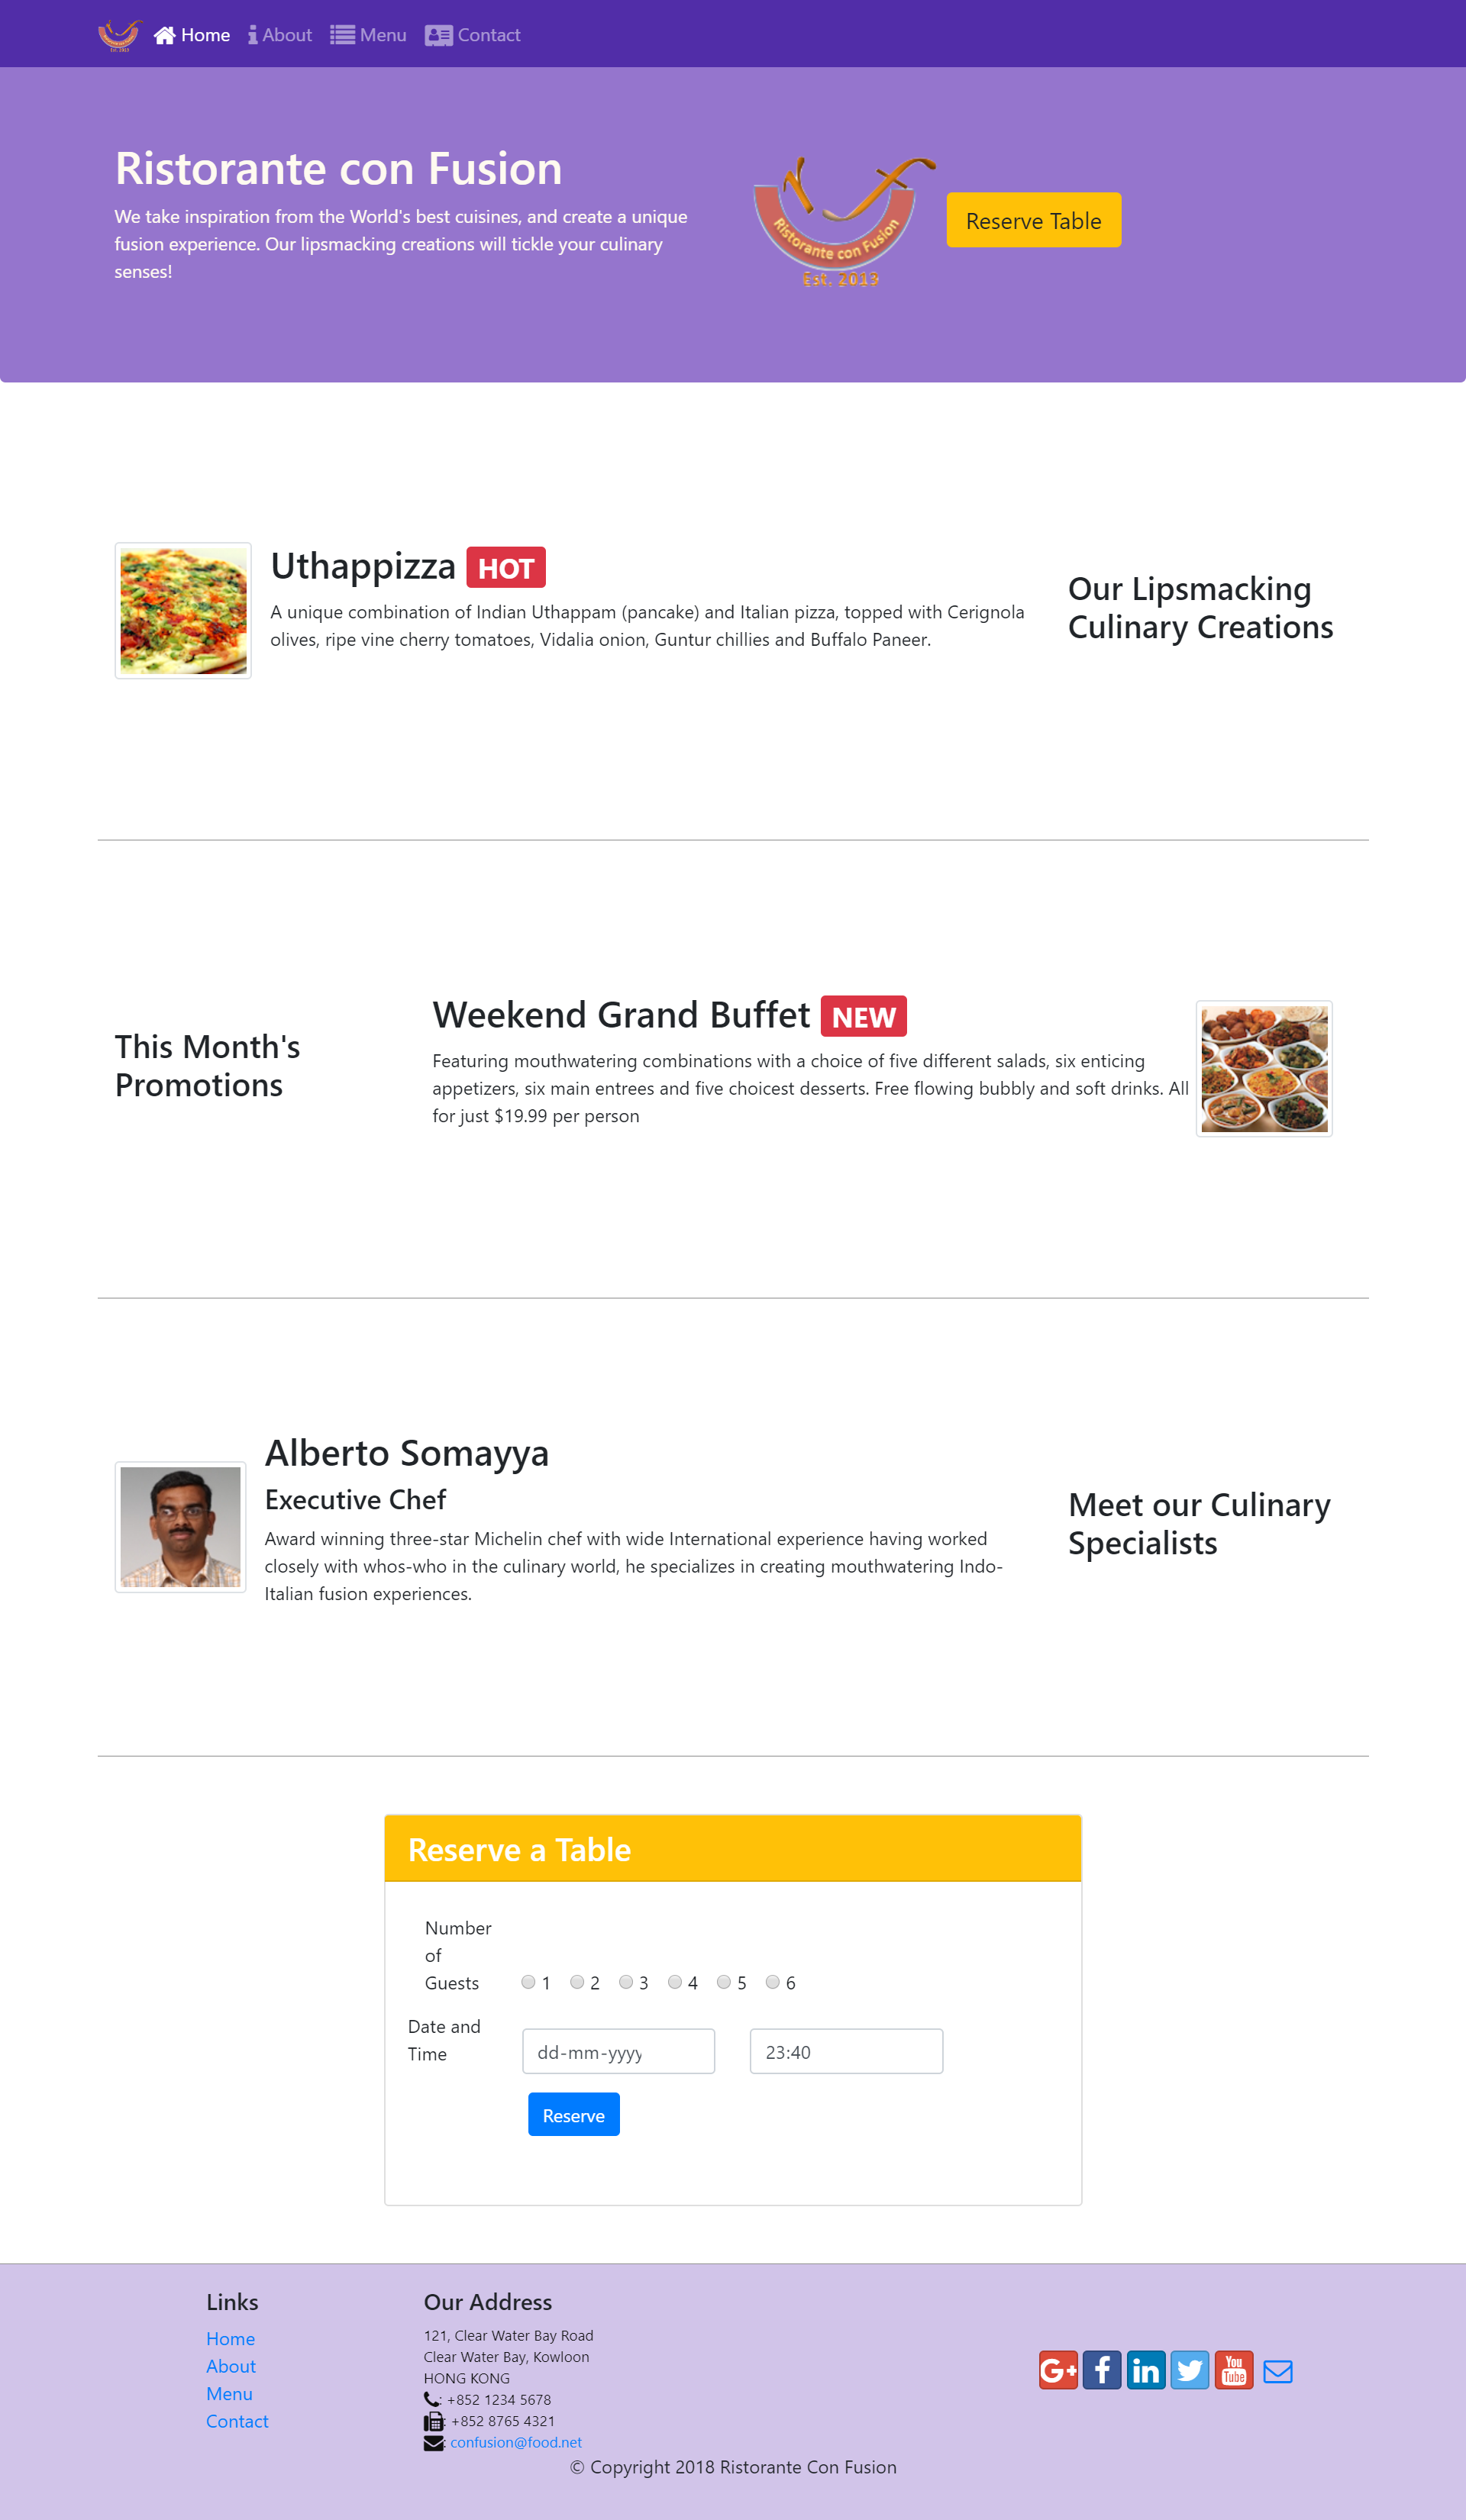 Home About Menu Contact
Ristorante con Fusion
We take inspiration from the World's best cuisines, and create a unique
fusion experience. Our lipsmacking creations will tickle your culinary
senses!
Ristorante con Fusion
Est. 2013
Reserve Table
Uthappizza HOT
A unique combination of Indian Uthappam (pancake) and Italian pizza, topped with Cerignola
olives, ripe vine cherry tomatoes, Vidalia onion, Guntur chillies and Buffalo Paneer.
Our Lipsmacking
Culinary Creations
This Month's
Promotions
Weekend Grand Buffet NEW
Featuring mouthwatering combinations with a choice of five different salads, six enticing
appetizers, six main entrees and five choicest desserts. Free flowing bubbly and soft drinks. All
for just $19.99 per person
Alberto Somayya
Executive Chef
Award winning three-star Michelin chef with wide International experience having worked
closely with whos-who in the culinary world, he specializes in creating mouthwatering Indo-
Italian fusion experiences.
Meet our Culinary
Specialists
Reserve a Table
Number
of
Guests
1 2 3 4 5 6
Date and
Time
dd-mm-yyyy
23:40
Reserve
Links
Home
About
Menu
Contact
Our Address
121, Clear Water Bay Road
Clear Water Bay, Kowloon
HONG KONG
: +852 1234 5678
: +852 8765 4321
: confusion@food.net
G+ f in You Tube
© Copyright 2018 Ristorante Con Fusion